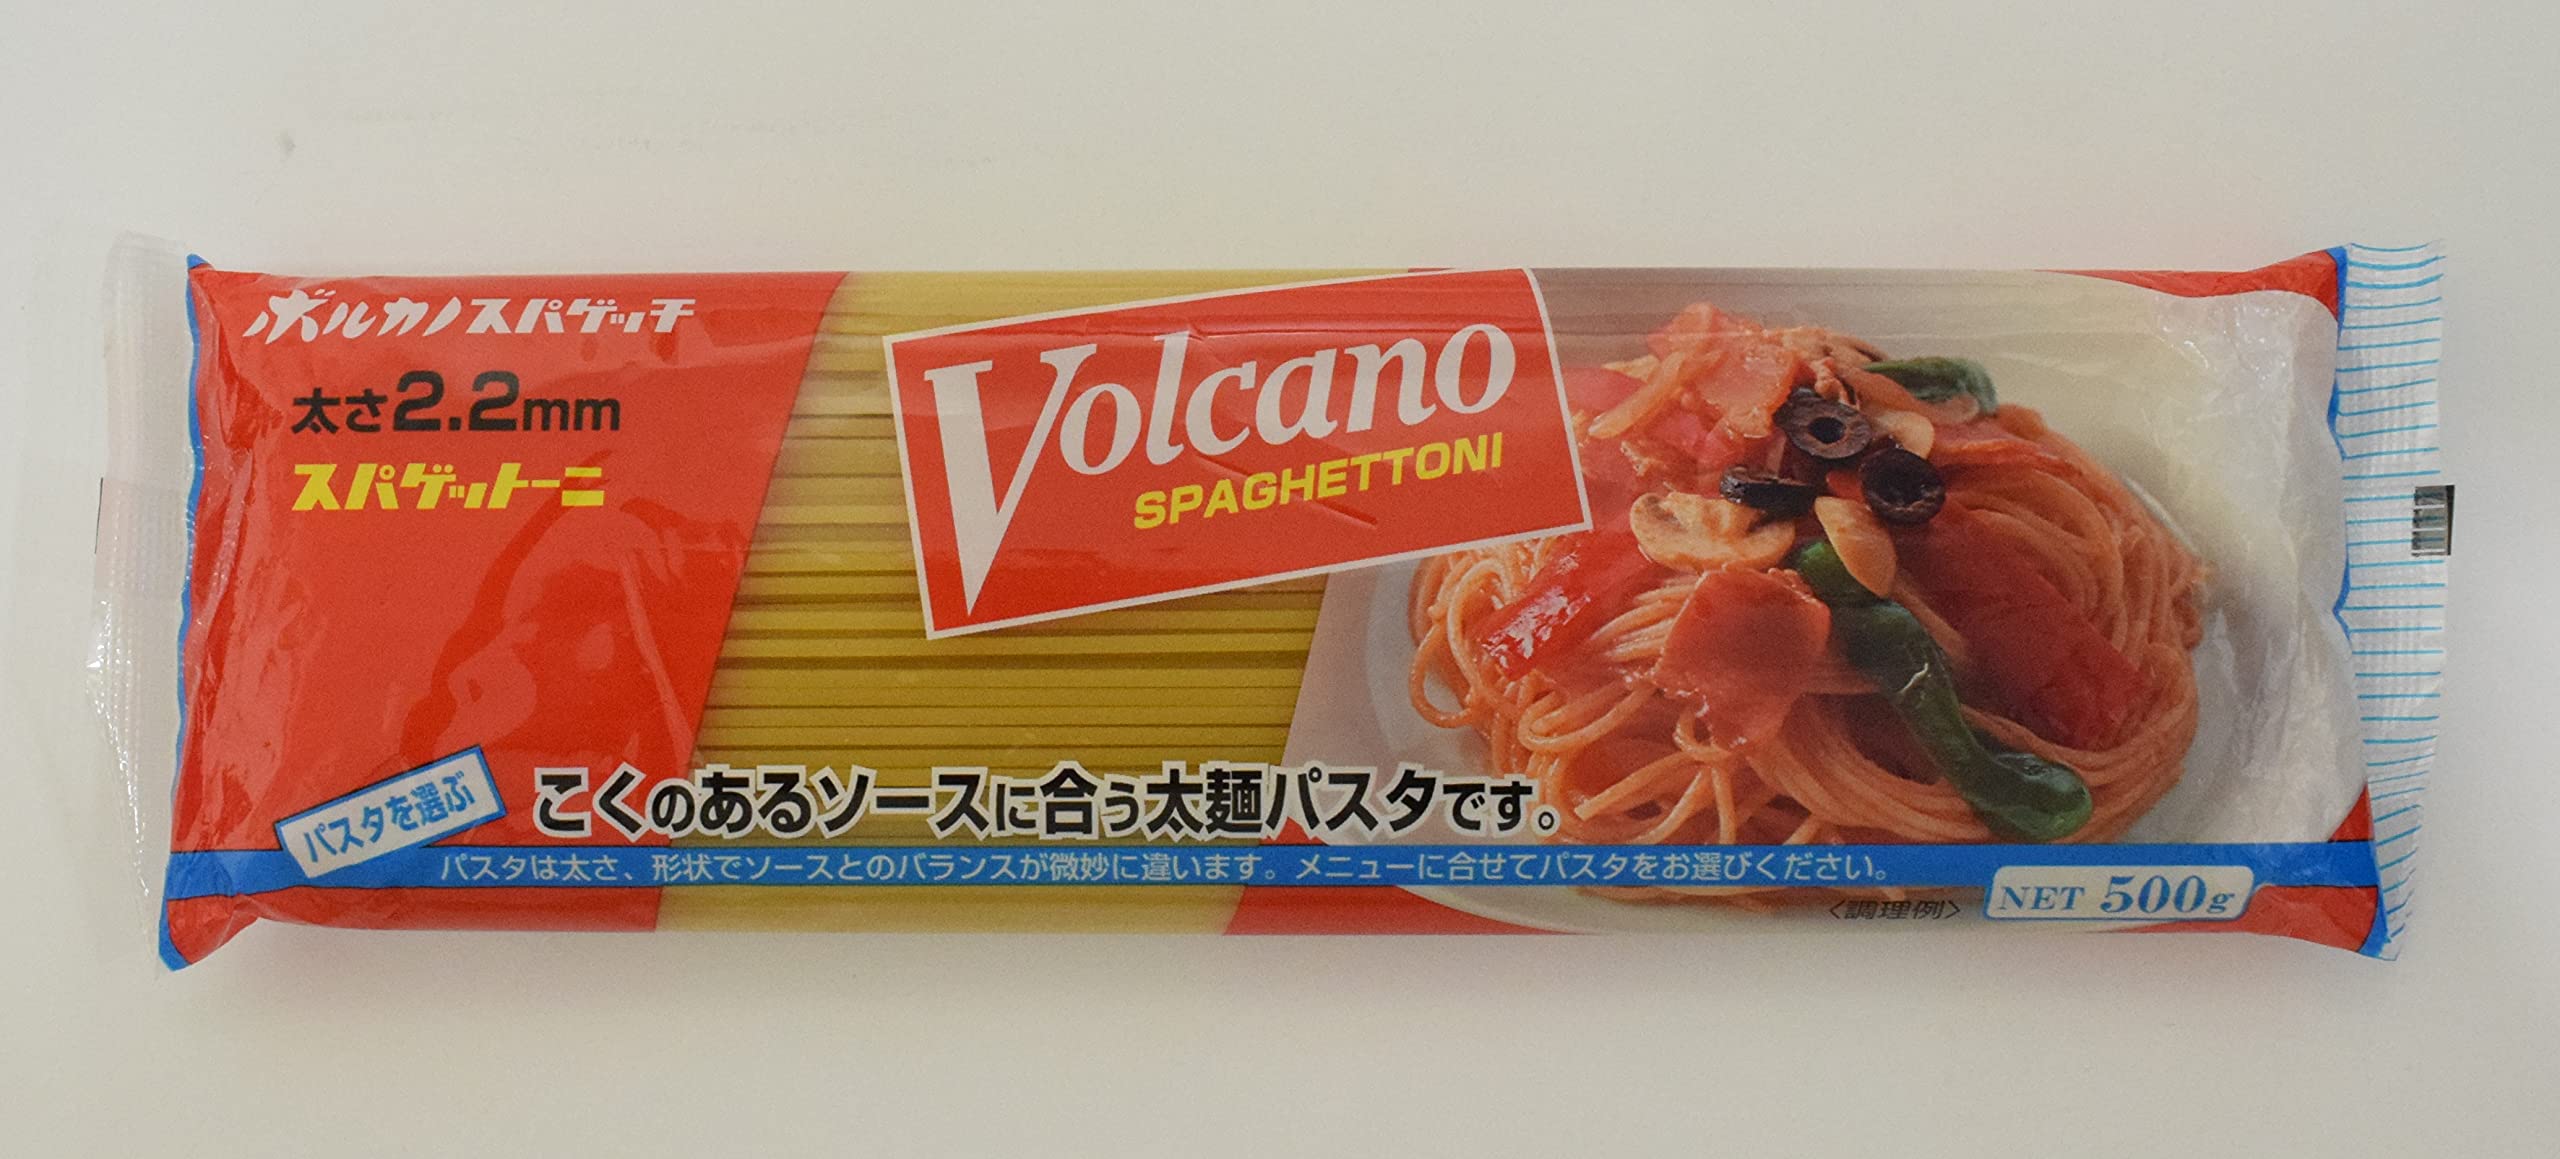 ボルカノスパゲッチ
太さ2.2mm
スパゲットーニ
Volcano
SPAGHETTONI
パスタを選ぶ
こくのあるソースに合う太麺パスタです。
パスタは太さ、形状でソースとのバランスが微妙に違います。メニューに合せてパスタをお選びください。
〈調理例〉
NET 500g